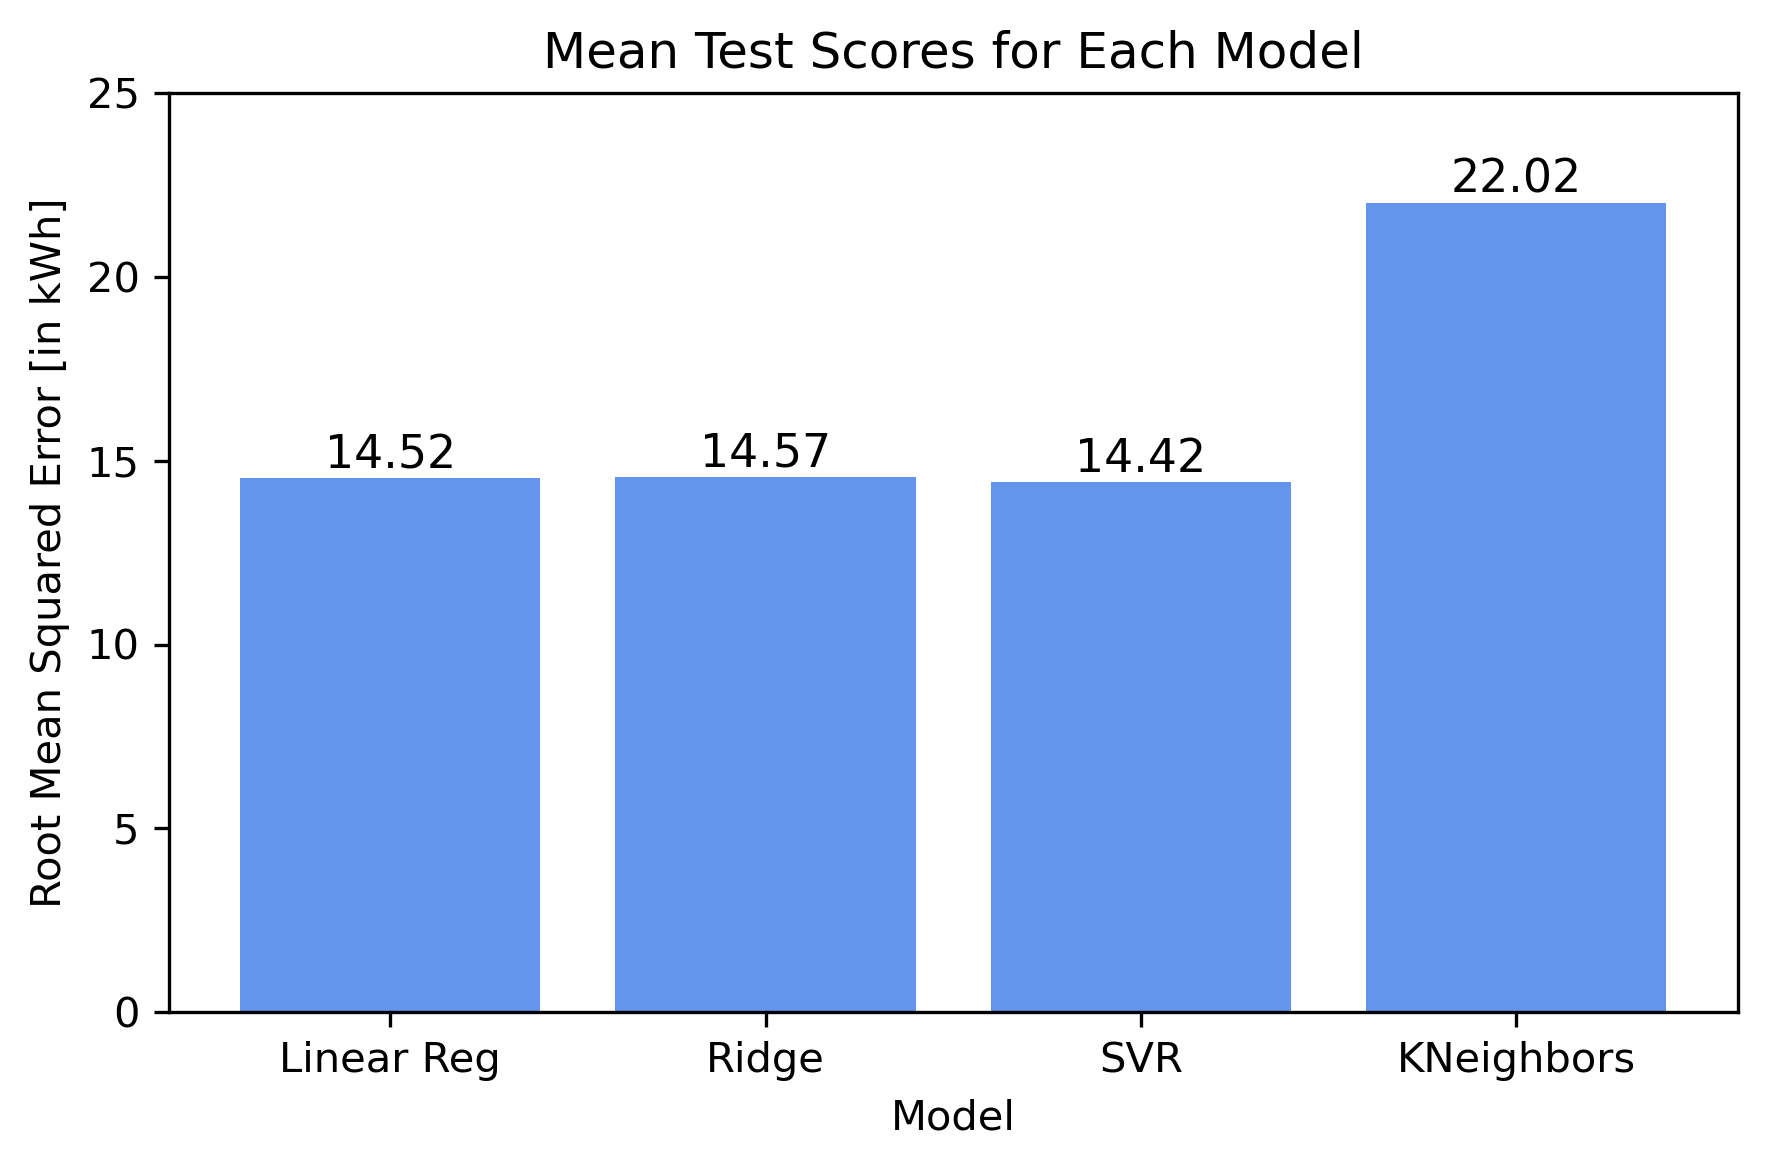 Mean Test Scores for Each Model
Root Mean Squared Error [in kWh]
25
20
15
10
5
0
14.52
14.57
14.42
22.02
Linear Reg
Ridge
SVR
KNeighbors
Model